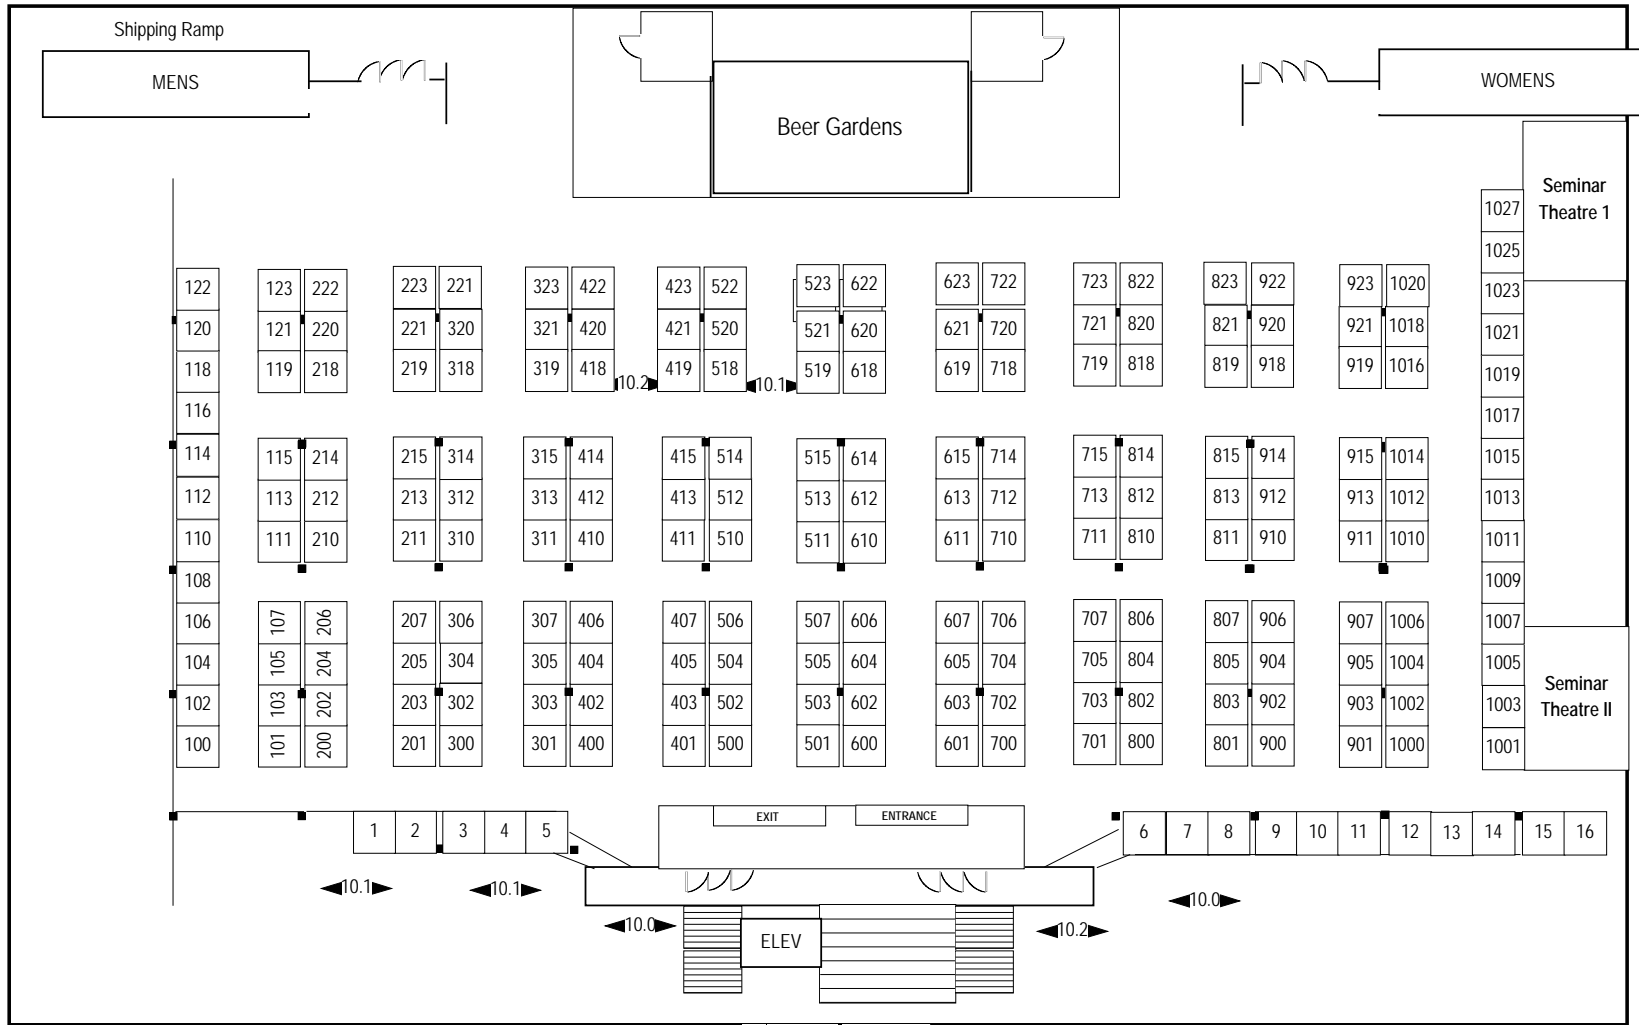 Shipping Ramp
MENS
WOMENS
Beer Gardens
Seminar
Theatre 1
1027
1025
122 123 222 223 221 323 422 423 522 523 622 623 722 723 822 823 922 923 1020 1023
120 121 220 221 320 321 420 421 520 521 620 621 720 721 820 821 920 921 1018 1021
118 119 218 219 318 319 418 419 518 519 618 619 718 719 818 819 918 919 1016 1019
10.2 10.1
116 1017
114 115 214 215 314 315 414 415 514 515 614 615 714 715 814 815 914 915 1014 1015
112 113 212 213 312 313 412 413 512 513 612 613 712 713 812 813 912 913 1012 1013
110 111 210 211 310 311 410 411 510 511 610 611 710 711 810 811 910 911 1010 1011
108 1009
106 107 206 207 306 307 406 407 506 507 606 607 706 707 806 807 906 907 1006 1007
104 105 204 205 304 305 404 405 504 505 604 605 704 705 804 805 904 905 1004 1005
102 103 202 203 302 303 402 403 502 503 602 603 702 703 802 803 902 903 1002 1003
100 101 200 201 300 301 400 401 500 501 600 601 700 701 800 801 900 901 1000 1001
Seminar
Theatre II
EXIT ENTRANCE
1 2 3 4 5 6 7 8 9 10 11 12 13 14 15 16
10.1 10.1 10.0 10.2 10.0
ELEV